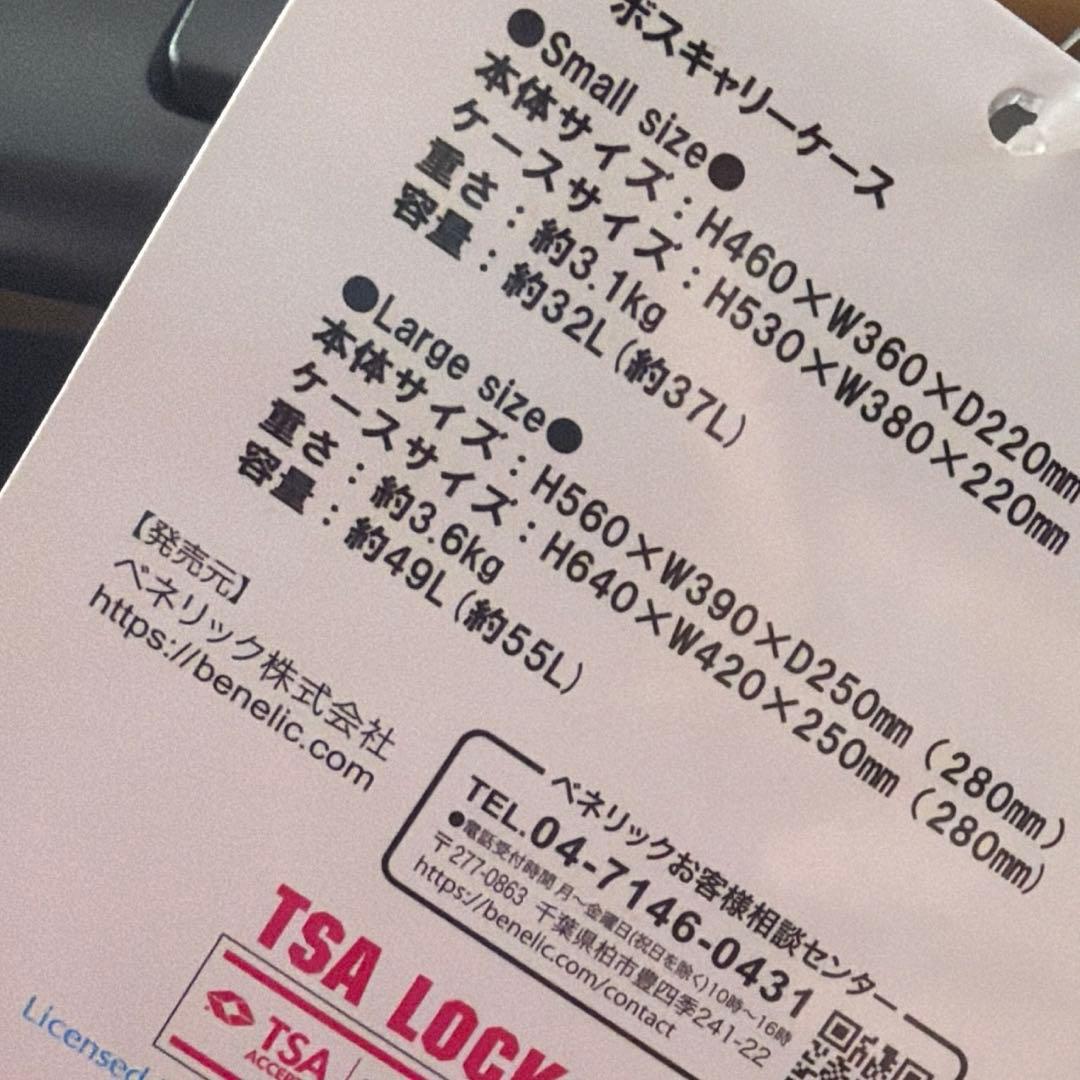 ボスキャリーケース
●Small size●
本体サイズ：H460×W360×D220mm
ケースサイズ：H530×W380×220mm
重さ：約3.1kg
容量：約32L（約37L）
●Large size●
本体サイズ：H560×W390×D250mm（280mm）
ケースサイズ：H640×W420×250mm（280mm）
重さ：約3.6kg
容量：約49L（約55L）
【発売元】
ベネリック株式会社
https://benelic.com
ベネリックお客様相談センター
TEL.04-7146-0431
●電話受付時間 月〜金曜日(祝日を除く)10時〜16時
〒277-0863 千葉県柏市豊四季241-22
https://benelic.com/contact
TSA LOCK
TSA
Licensed